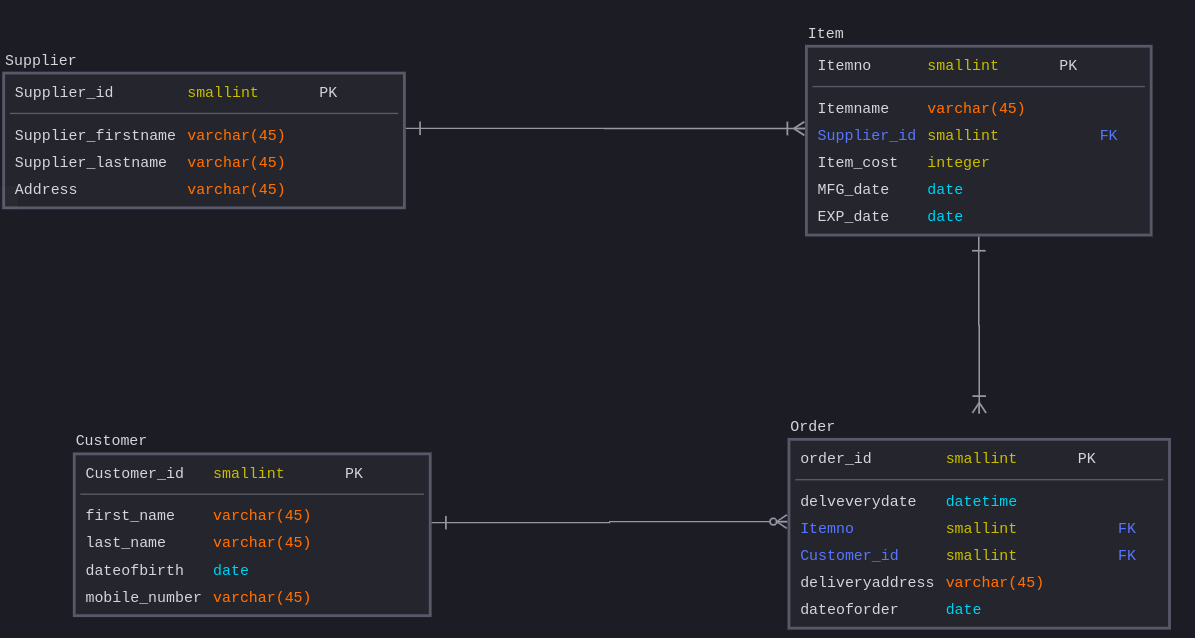 Supplier
Supplier_id smallint PK
Supplier_firstname varchar(45)
Supplier_lastname varchar(45)
Address varchar(45)
Item
Itemno smallint PK
Itemname varchar(45)
Supplier_id smallint FK
Item_cost integer
MFG_date date
EXP_date date
Customer
Customer_id smallint PK
first_name varchar(45)
last_name varchar(45)
dateofbirth date
mobile_number varchar(45)
Order
order_id smallint PK
delveverydate datetime
Itemno smallint FK
Customer_id smallint FK
deliveryaddress varchar(45)
dateoforder date